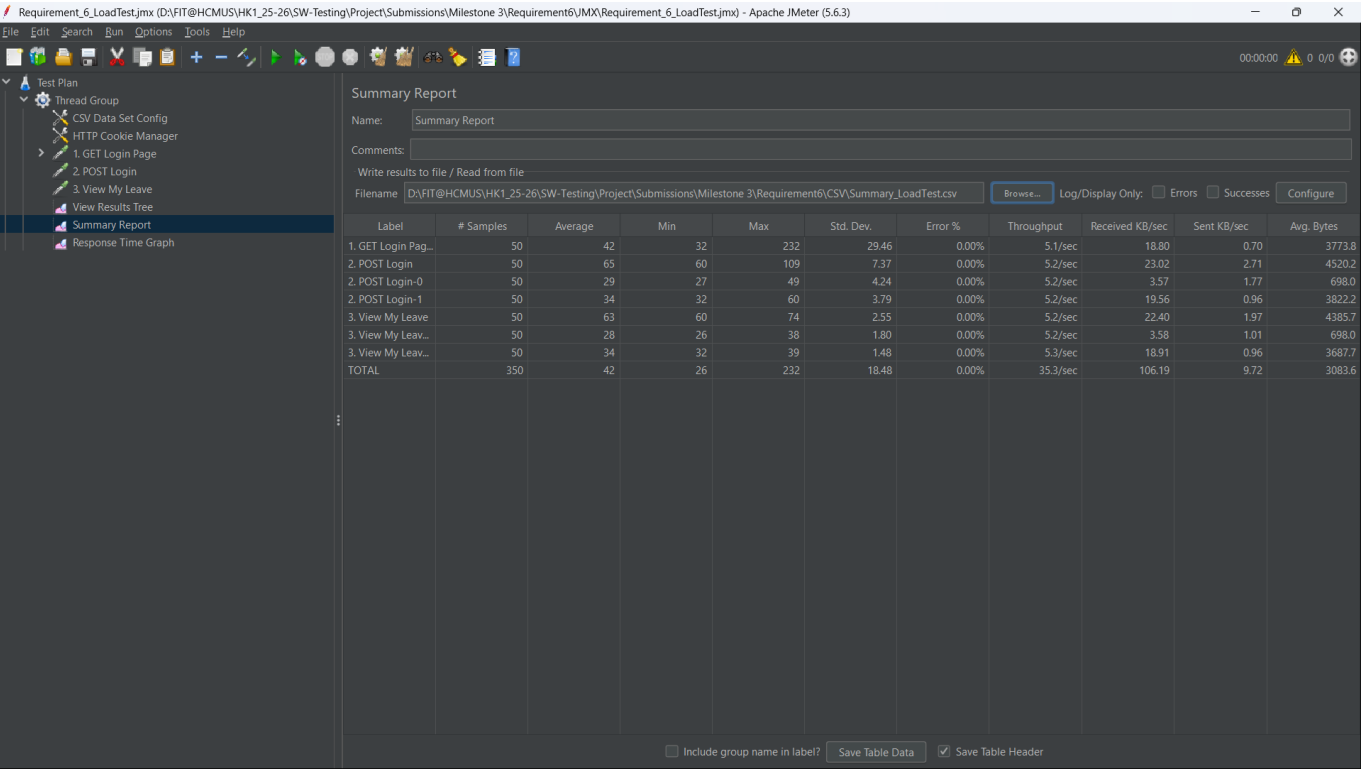 Requirement_6_LoadTest.jmx (D:\FIT@HCMUS\HK1_25-26\SW-Testing\Project\Submissions\Milestone 3\Requirement6\JMX\Requirement_6_LoadTest.jmx) - Apache JMeter (5.6.3)
File Edit Search Run Options Tools Help
00:00:00 0 0/0
Test Plan
Thread Group
CSV Data Set Config
HTTP Cookie Manager
1. GET Login Page
2. POST Login
3. View My Leave
View Results Tree
Summary Report
Response Time Graph
Summary Report
Name: Summary Report
Comments:
Write results to file / Read from file
Filename D:\FIT@HCMUS\HK1_25-26\SW-Testing\Project\Submissions\Milestone 3\Requirement6\CSV\Summary_LoadTest.csv Browse... Log/Display Only: Errors Successes Configure
Label # Samples Average Min Max Std. Dev. Error % Throughput Received KB/sec Sent KB/sec Avg. Bytes
1. GET Login Pag... 50 42 32 232 29.46 0.00% 5.1/sec 18.80 0.70 3773.8
2. POST Login 50 65 60 109 7.37 0.00% 5.2/sec 23.02 2.71 4520.2
2. POST Login-0 50 29 27 49 4.24 0.00% 5.2/sec 3.57 1.77 698.0
2. POST Login-1 50 34 32 60 3.79 0.00% 5.2/sec 19.56 0.96 3822.2
3. View My Leave 50 63 60 74 2.55 0.00% 5.2/sec 22.40 1.97 4385.7
3. View My Leav... 50 28 26 38 1.80 0.00% 5.2/sec 3.58 1.01 698.0
3. View My Leav... 50 34 32 39 1.48 0.00% 5.3/sec 18.91 0.96 3687.7
TOTAL 350 42 26 232 18.48 0.00% 35.3/sec 106.19 9.72 3083.6
Include group name in label? Save Table Data Save Table Header